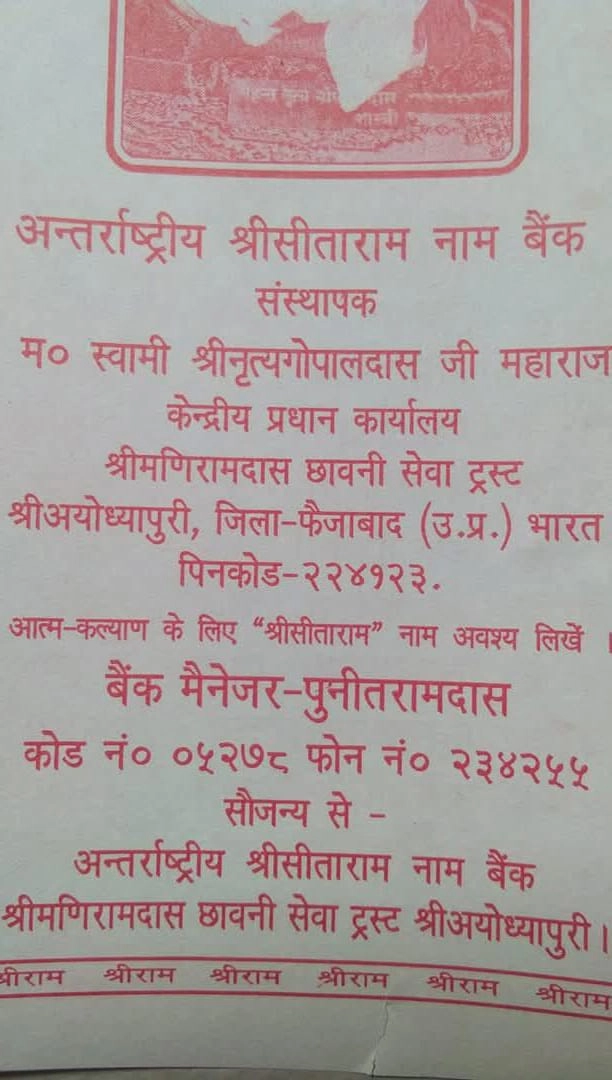 महन्त नृत्य गोपाल दास
शास्त्री
अन्तर्राष्ट्रीय श्रीसीताराम नाम बैंक
संस्थापक
म० स्वामी श्रीनृत्यगोपालदास जी महाराज
केन्द्रीय प्रधान कार्यालय
श्रीमणिरामदास छावनी सेवा ट्रस्ट
श्रीअयोध्यापुरी, जिला-फैजाबाद (उ.प्र.) भारत
पिनकोड-२२४१२३.
आत्म-कल्याण के लिए “श्रीसीताराम” नाम अवश्य लिखें ।
बैंक मैनेजर-पुनीतरामदास
कोड नं० ०५२७८ फोन नं० २३४२५५
सौजन्य से -
अन्तर्राष्ट्रीय श्रीसीताराम नाम बैंक
श्रीमणिरामदास छावनी सेवा ट्रस्ट श्रीअयोध्यापुरी।
श्रीराम श्रीराम श्रीराम श्रीराम श्रीराम श्रीराम